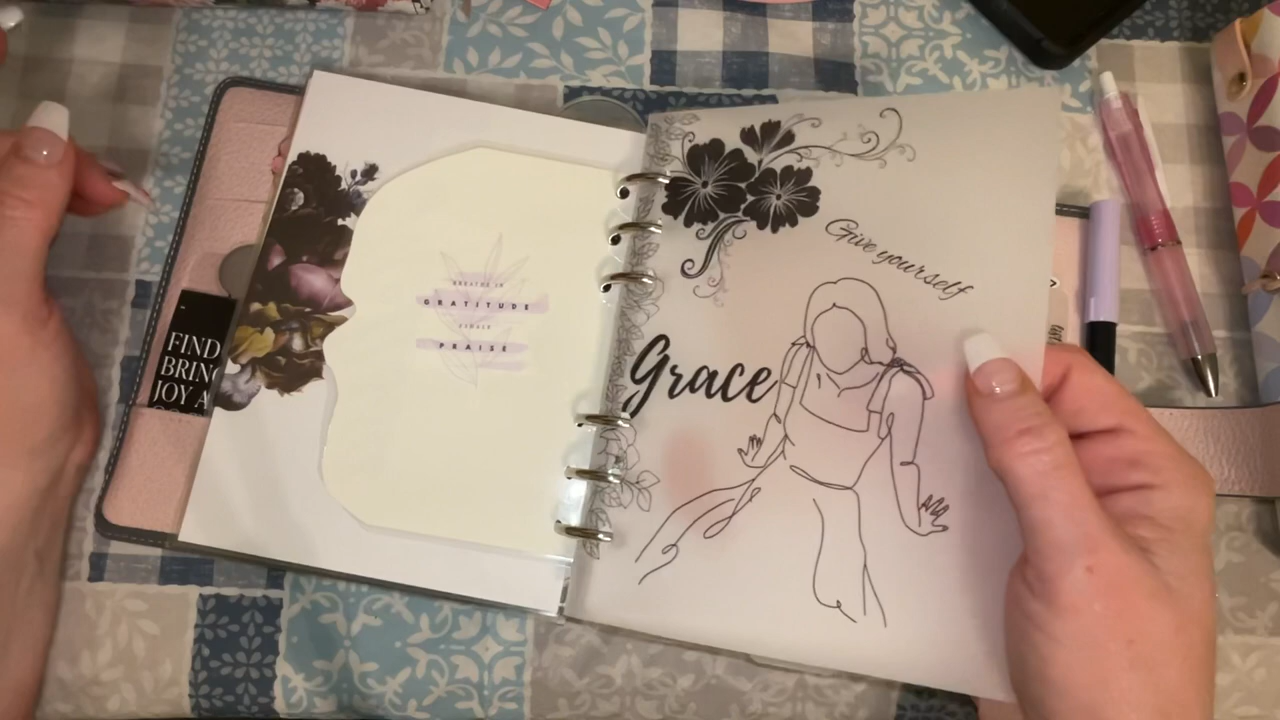 FIND
BRING
JOY A
BREATHE IN
GRATITUDE
EXHALE
PRAISE
Give yourself
Grace